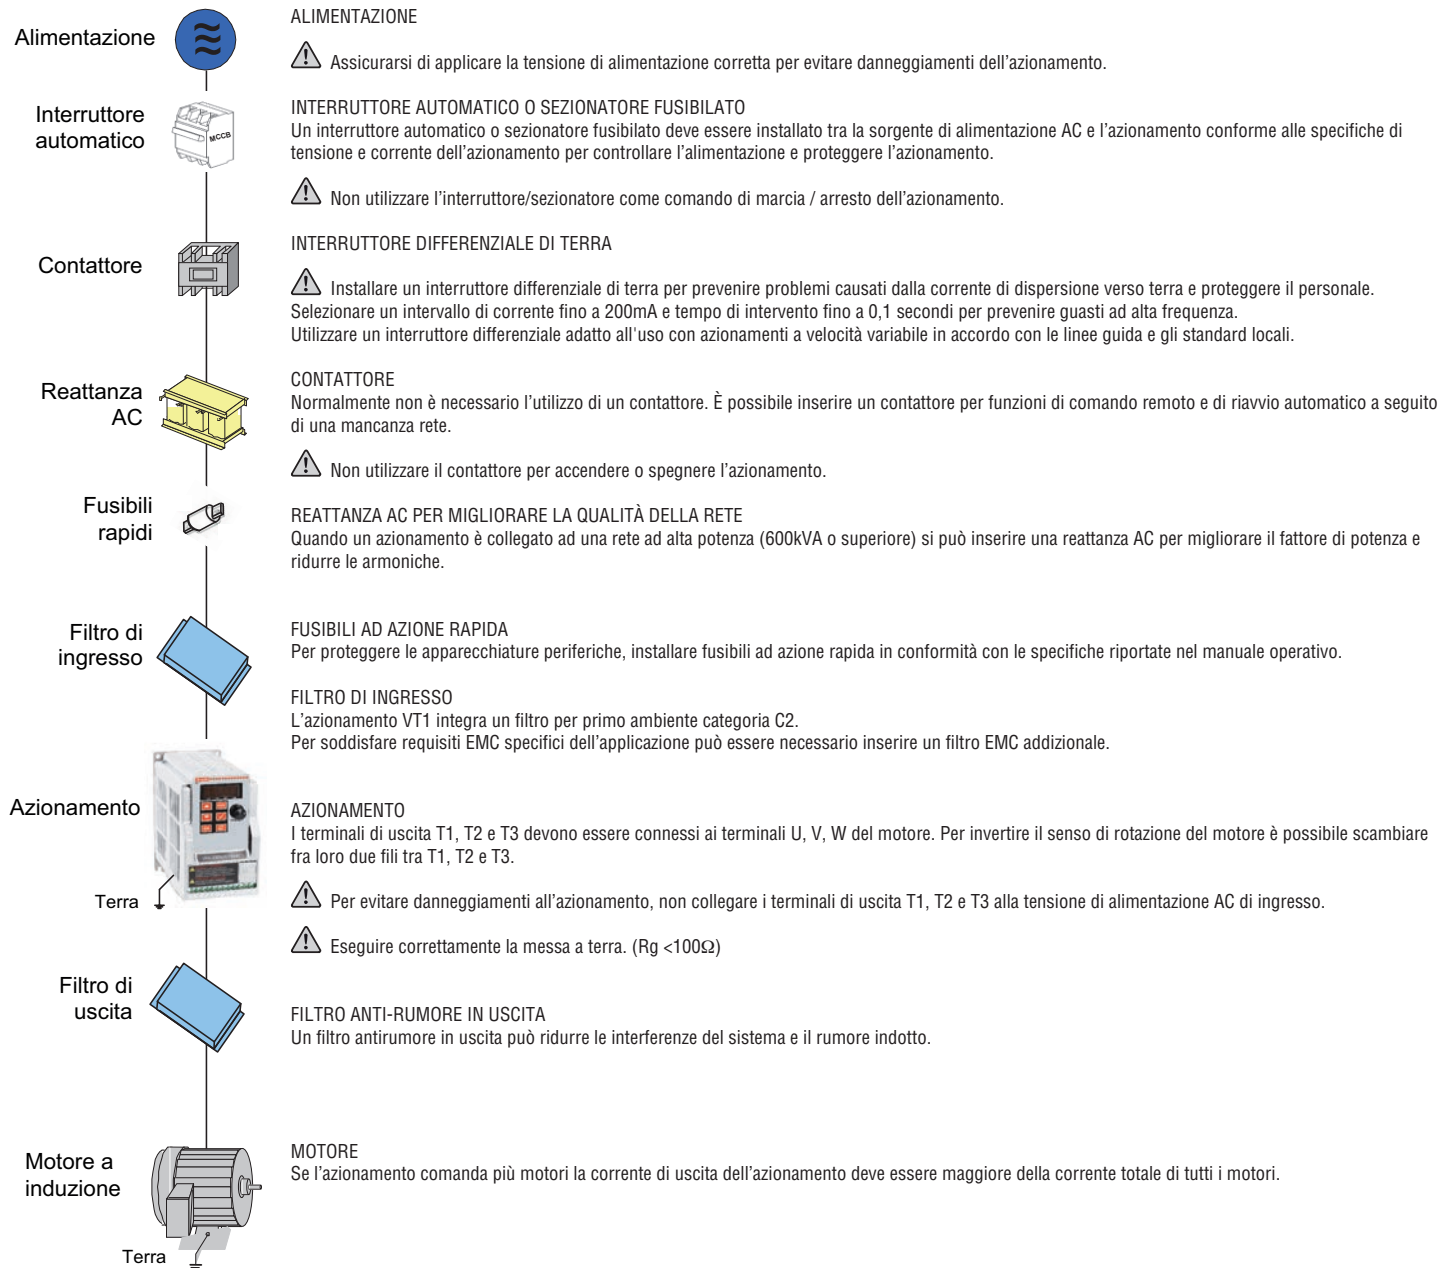 Alimentazione
ALIMENTAZIONE
Assicurarsi di applicare la tensione di alimentazione corretta per evitare danneggiamenti dell’azionamento.
Interruttore
automatico
MCCB
INTERRUTTORE AUTOMATICO O SEZIONATORE FUSIBILATO
Un interruttore automatico o sezionatore fusibilato deve essere installato tra la sorgente di alimentazione AC e l’azionamento conforme alle specifiche di
tensione e corrente dell’azionamento per controllare l’alimentazione e proteggere l’azionamento.
Non utilizzare l’interruttore/sezionatore come comando di marcia / arresto dell’azionamento.
Contattore
INTERRUTTORE DIFFERENZIALE DI TERRA
Installare un interruttore differenziale di terra per prevenire problemi causati dalla corrente di dispersione verso terra e proteggere il personale.
Selezionare un intervallo di corrente fino a 200mA e tempo di intervento fino a 0,1 secondi per prevenire guasti ad alta frequenza.
Utilizzare un interruttore differenziale adatto all'uso con azionamenti a velocità variabile in accordo con le linee guida e gli standard locali.
Reattanza
AC
CONTATTORE
Normalmente non è necessario l’utilizzo di un contattore. È possibile inserire un contattore per funzioni di comando remoto e di riavvio automatico a seguito
di una mancanza rete.
Non utilizzare il contattore per accendere o spegnere l’azionamento.
Fusibili
rapidi
REATTANZA AC PER MIGLIORARE LA QUALITÀ DELLA RETE
Quando un azionamento è collegato ad una rete ad alta potenza (600kVA o superiore) si può inserire una reattanza AC per migliorare il fattore di potenza e
ridurre le armoniche.
Filtro di
ingresso
FUSIBILI AD AZIONE RAPIDA
Per proteggere le apparecchiature periferiche, installare fusibili ad azione rapida in conformità con le specifiche riportate nel manuale operativo.
FILTRO DI INGRESSO
L’azionamento VT1 integra un filtro per primo ambiente categoria C2.
Per soddisfare requisiti EMC specifici dell’applicazione può essere necessario inserire un filtro EMC addizionale.
Azionamento
Terra
AZIONAMENTO
I terminali di uscita T1, T2 e T3 devono essere connessi ai terminali U, V, W del motore. Per invertire il senso di rotazione del motore è possibile scambiare
fra loro due fili tra T1, T2 e T3.
Per evitare danneggiamenti all’azionamento, non collegare i terminali di uscita T1, T2 e T3 alla tensione di alimentazione AC di ingresso.
Eseguire correttamente la messa a terra. (Rg <100Ω)
Filtro di
uscita
FILTRO ANTI-RUMORE IN USCITA
Un filtro antirumore in uscita può ridurre le interferenze del sistema e il rumore indotto.
Motore a
induzione
Terra
MOTORE
Se l’azionamento comanda più motori la corrente di uscita dell’azionamento deve essere maggiore della corrente totale di tutti i motori.